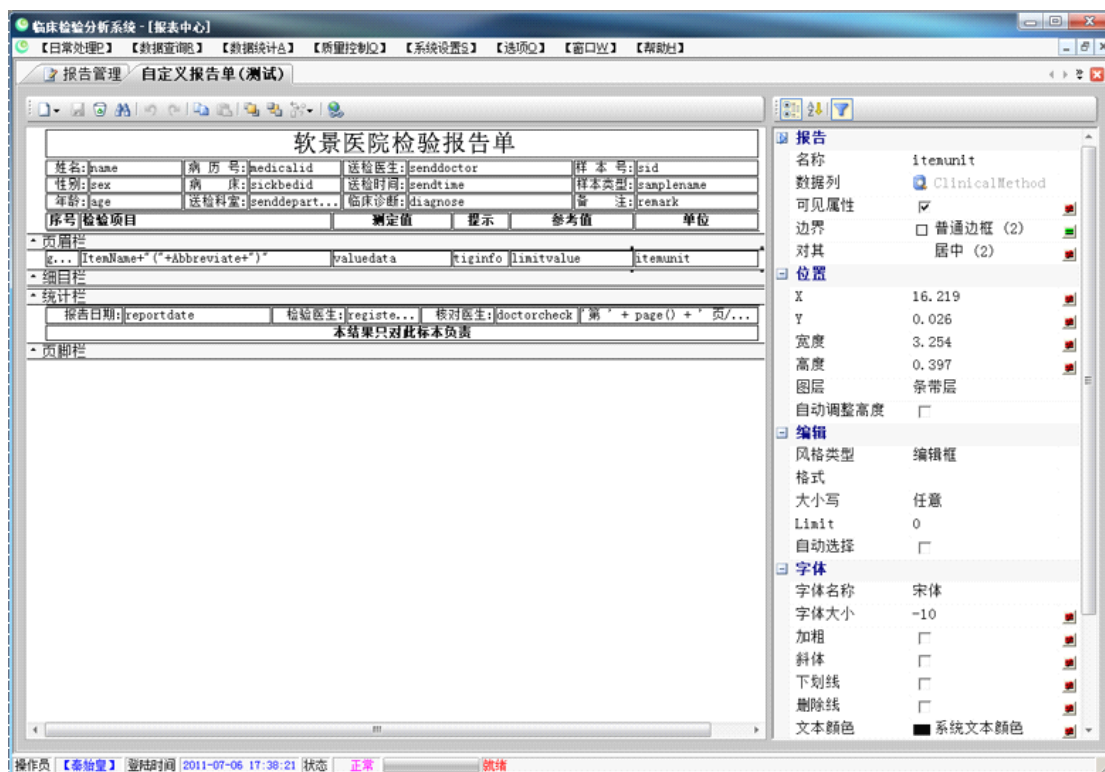 临床检验分析系统 - [报表中心]
【日常处理P】 【数据查询R】 【数据统计A】 【质量控制Q】 【系统设置S】 【选项O】 【窗口W】 【帮助H】
报告管理 自定义报告单(测试)
软景医院检验报告单
姓名: name 病 历 号: medicalid 送检医生: senddoctor 样 本 号: sid
性别: sex 病 床: sickbedid 送检时间: sendtime 样本类型: samplename
年龄: age 送检科室: senddepart... 临床诊断: diagnose 备 注: remark
序号 检验项目 测定值 提示 参考值 单位
页眉栏
g... ItemName+"("+Abbreviate+")" valuedata tiginfo limitvalue itemunit
细目栏
统计栏
报告日期: reportdate 检验医生: registe... 核对医生: doctorcheck '第 ' + page() + ' 页/...
本结果只对此标本负责
页脚栏
报告
名称 itemunit
数据列 ClinicalMethod
可见属性
边界 普通边框 (2)
对其 居中 (2)
位置
X 16.219
Y 0.026
宽度 3.254
高度 0.397
图层 条带层
自动调整高度
编辑
风格类型 编辑框
格式
大小写 任意
Limit 0
自动选择
字体
字体名称 宋体
字体大小 -10
加粗
斜体
下划线
删除线
文本颜色 系统文本颜色
操作员 【秦始皇】 登陆时间 2011-07-06 17:38:21 状态 正常 就绪